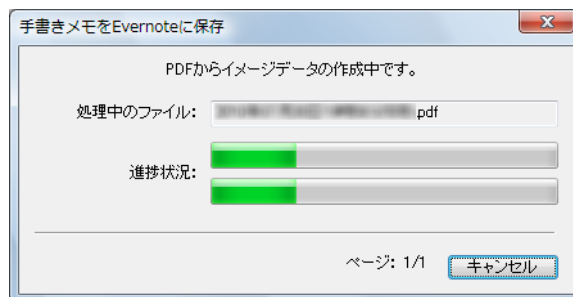 手書きメモをEvernoteに保存
PDFからイメージデータの作成中です。
処理中のファイル: .pdf
進捗状況:
ページ: 1/1 キャンセル